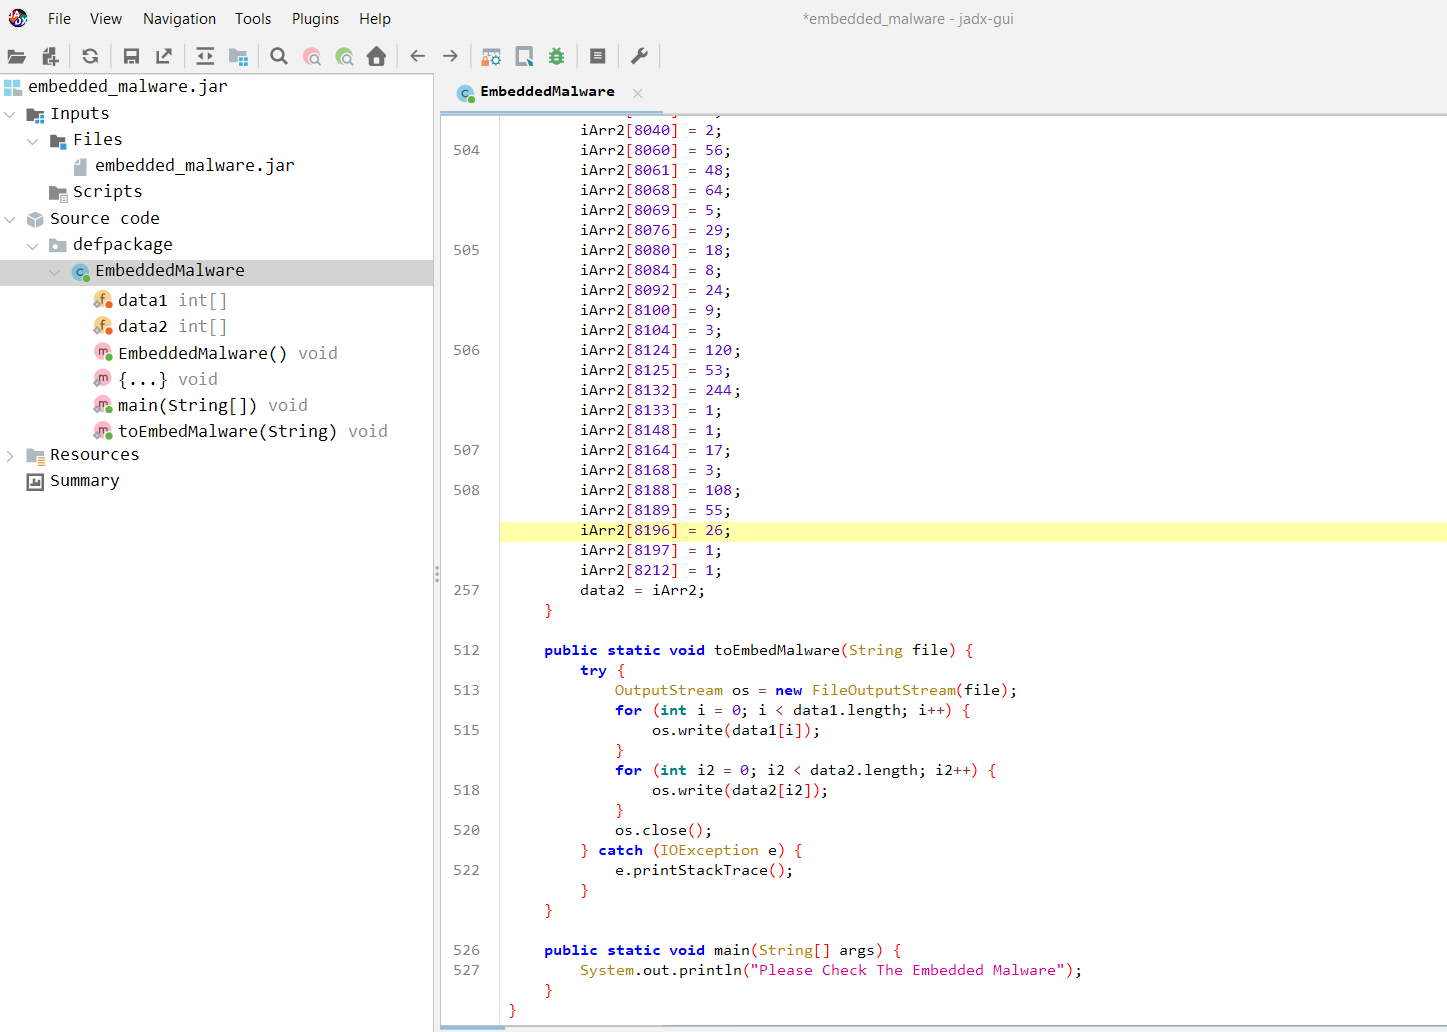 File View Navigation Tools Plugins Help
*embedded_malware - jadx-gui
embedded_malware.jar
Inputs
Files
embedded_malware.jar
Scripts
Source code
defpackage
EmbeddedMalware
data1 int[]
data2 int[]
EmbeddedMalware() void
{...} void
main(String[]) void
toEmbedMalware(String) void
Resources
Summary
EmbeddedMalware
iArr2[8040] = 2;
504 iArr2[8060] = 56;
iArr2[8061] = 48;
iArr2[8068] = 64;
iArr2[8069] = 5;
iArr2[8076] = 29;
505 iArr2[8080] = 18;
iArr2[8084] = 8;
iArr2[8092] = 24;
iArr2[8100] = 9;
iArr2[8104] = 3;
506 iArr2[8124] = 120;
iArr2[8125] = 53;
iArr2[8132] = 244;
iArr2[8133] = 1;
iArr2[8148] = 1;
507 iArr2[8164] = 17;
iArr2[8168] = 3;
508 iArr2[8188] = 108;
iArr2[8189] = 55;
iArr2[8196] = 26;
iArr2[8197] = 1;
iArr2[8212] = 1;
257 data2 = iArr2;
}
512 public static void toEmbedMalware(String file) {
try {
513 OutputStream os = new FileOutputStream(file);
for (int i = 0; i < data1.length; i++) {
515 os.write(data1[i]);
}
for (int i2 = 0; i2 < data2.length; i2++) {
518 os.write(data2[i2]);
}
520 os.close();
} catch (IOException e) {
522 e.printStackTrace();
}
}
526 public static void main(String[] args) {
527 System.out.println("Please Check The Embedded Malware");
}
}